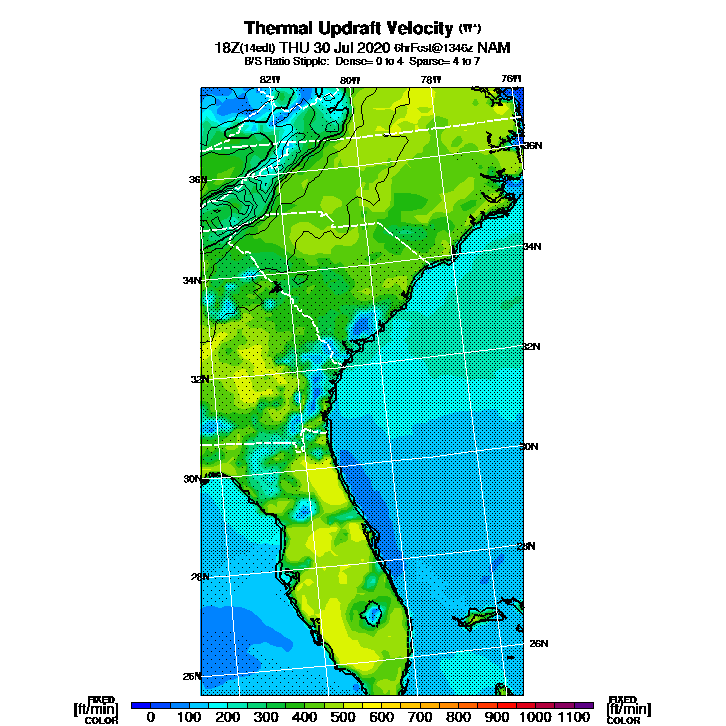 Thermal Updraft Velocity (W*)
18Z(14edt) THU 30 Jul 2020 6hrFcst@1346z NAM
B/S Ratio Stipple: Dense= 0 to 4 Sparse= 4 to 7
82W 80W 78W 76W
36N
36N
34N
34N
32N
32N
30N
30N
28N
28N
26N
26N
FIXED FIXED
[ft/min] 0 100 200 300 400 500 600 700 800 900 1000 1100 [ft/min]
COLOR COLOR